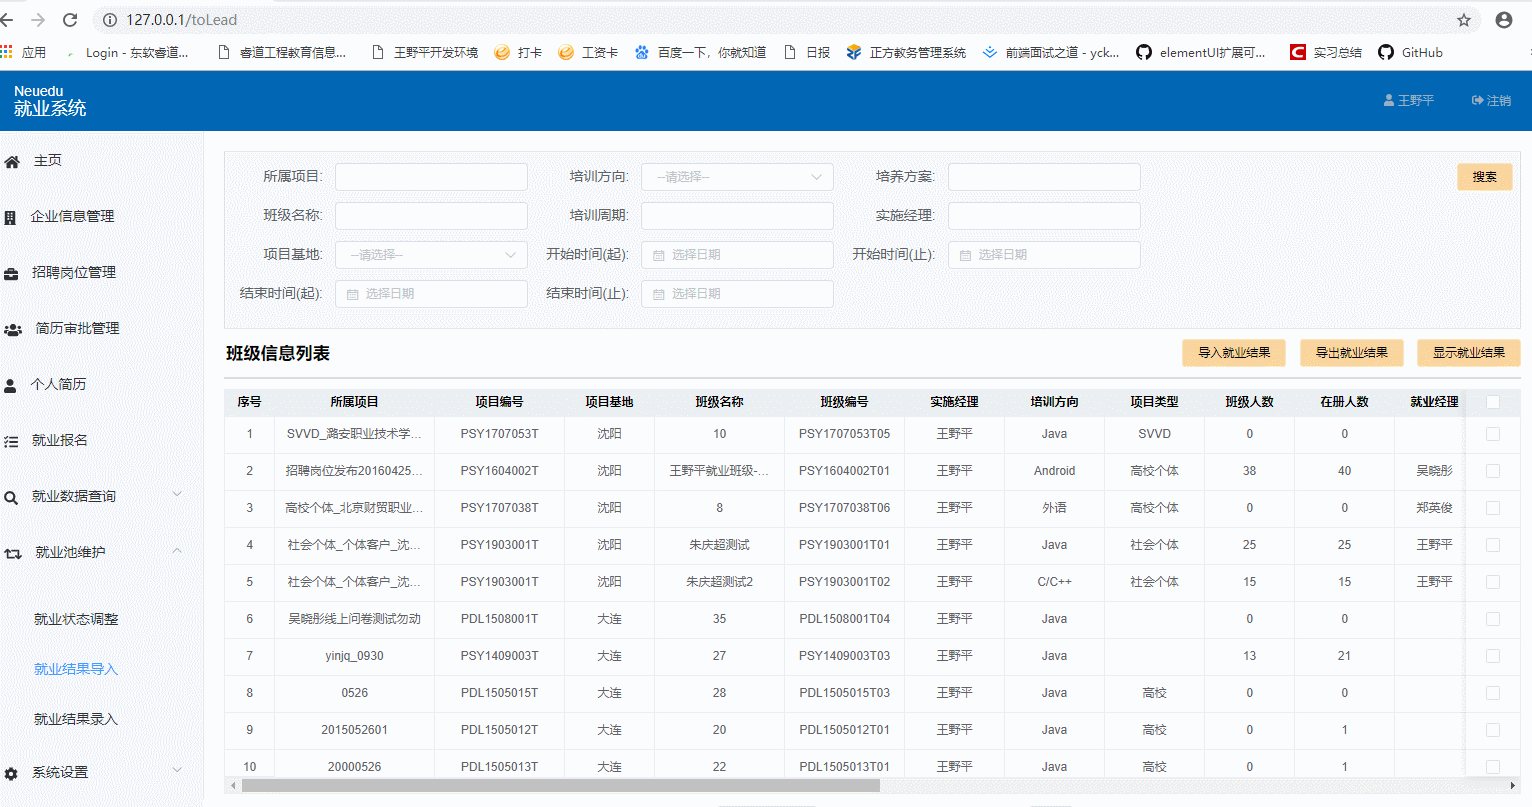 127.0.0.1/toLead
应用 Login - 东软睿道... 睿道工程教育信息... 王野平开发环境 打卡 工资卡 百度一下，你就知道 日报 正方教务管理系统 前端面试之道 - yck... elementUI扩展可... 实习总结 GitHub
Neuedu
就业系统
王野平 注销
主页
企业信息管理
招聘岗位管理
简历审批管理
个人简历
就业报名
就业数据查询
就业池维护
就业状态调整
就业结果导入
就业结果录入
系统设置
所属项目: 培训方向: --请选择-- 培养方案: 搜索
班级名称: 培训周期: 实施经理:
项目基地: --请选择-- 开始时间(起): 选择日期 开始时间(止): 选择日期
结束时间(起): 选择日期 结束时间(止): 选择日期
班级信息列表 导入就业结果 导出就业结果 显示就业结果
序号 所属项目 项目编号 项目基地 班级名称 班级编号 实施经理 培训方向 项目类型 班级人数 在册人数 就业经理
1 SVVD_潞安职业技术学... PSY1707053T 沈阳 10 PSY1707053T05 王野平 Java SVVD 0 0
2 招聘岗位发布20160425... PSY1604002T 沈阳 王野平就业班级-... PSY1604002T01 王野平 Android 高校个体 38 40 吴晓彤
3 高校个体_北京财贸职业... PSY1707038T 沈阳 8 PSY1707038T06 王野平 外语 高校个体 0 0 郑英俊
4 社会个体_个体客户_沈... PSY1903001T 沈阳 朱庆超测试 PSY1903001T01 王野平 Java 社会个体 25 25 王野平
5 社会个体_个体客户_沈... PSY1903001T 沈阳 朱庆超测试2 PSY1903001T02 王野平 C/C++ 社会个体 15 15 王野平
6 吴晓彤线上问卷测试勿动 PDL1508001T 大连 35 PDL1508001T04 王野平 Java 0 0
7 yinjq_0930 PSY1409003T 大连 27 PSY1409003T03 王野平 Java 13 21
8 0526 PDL1505015T 大连 28 PDL1505015T03 王野平 Java 高校 0 0
9 2015052601 PDL1505012T 大连 20 PDL1505012T01 王野平 Java 高校 0 1
10 20000526 PDL1505013T 大连 22 PDL1505013T01 王野平 Java 高校 0 1